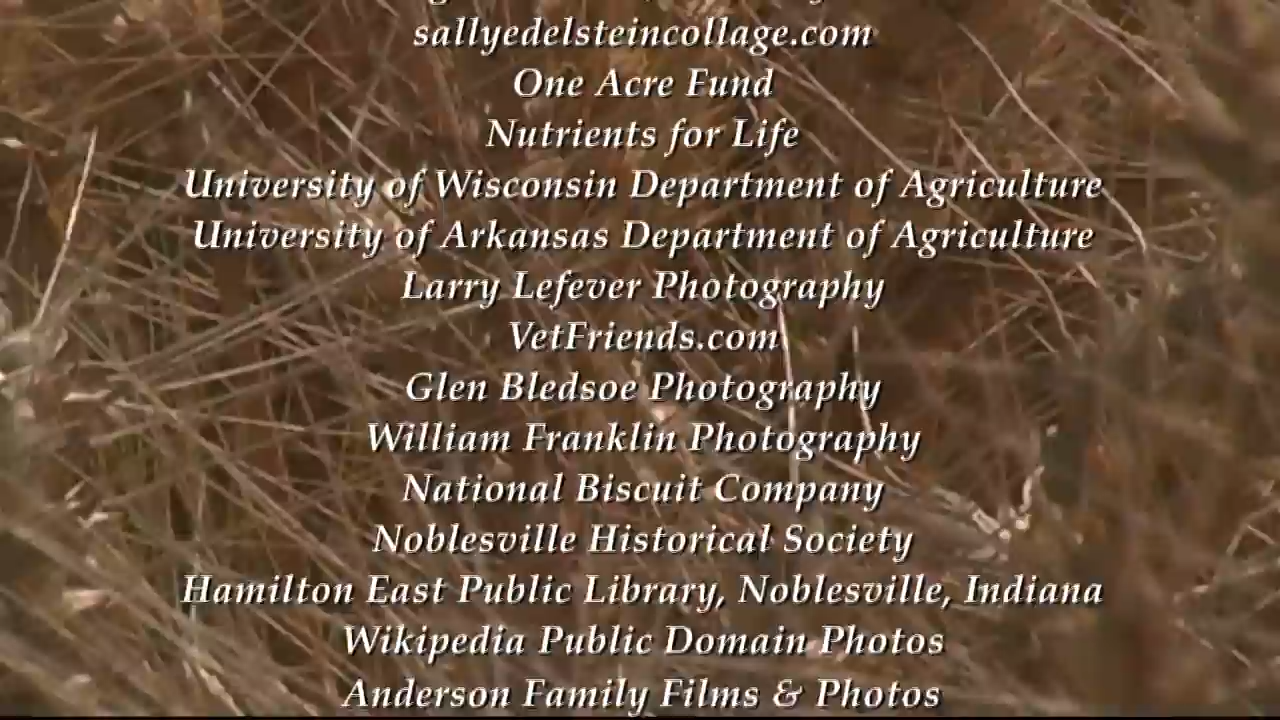 sallyedelsteincollage.com
One Acre Fund
Nutrients for Life
University of Wisconsin Department of Agriculture
University of Arkansas Department of Agriculture
Larry Lefever Photography
VetFriends.com
Glen Bledsoe Photography
William Franklin Photography
National Biscuit Company
Noblesville Historical Society
Hamilton East Public Library, Noblesville, Indiana
Wikipedia Public Domain Photos
Anderson Family Films & Photos